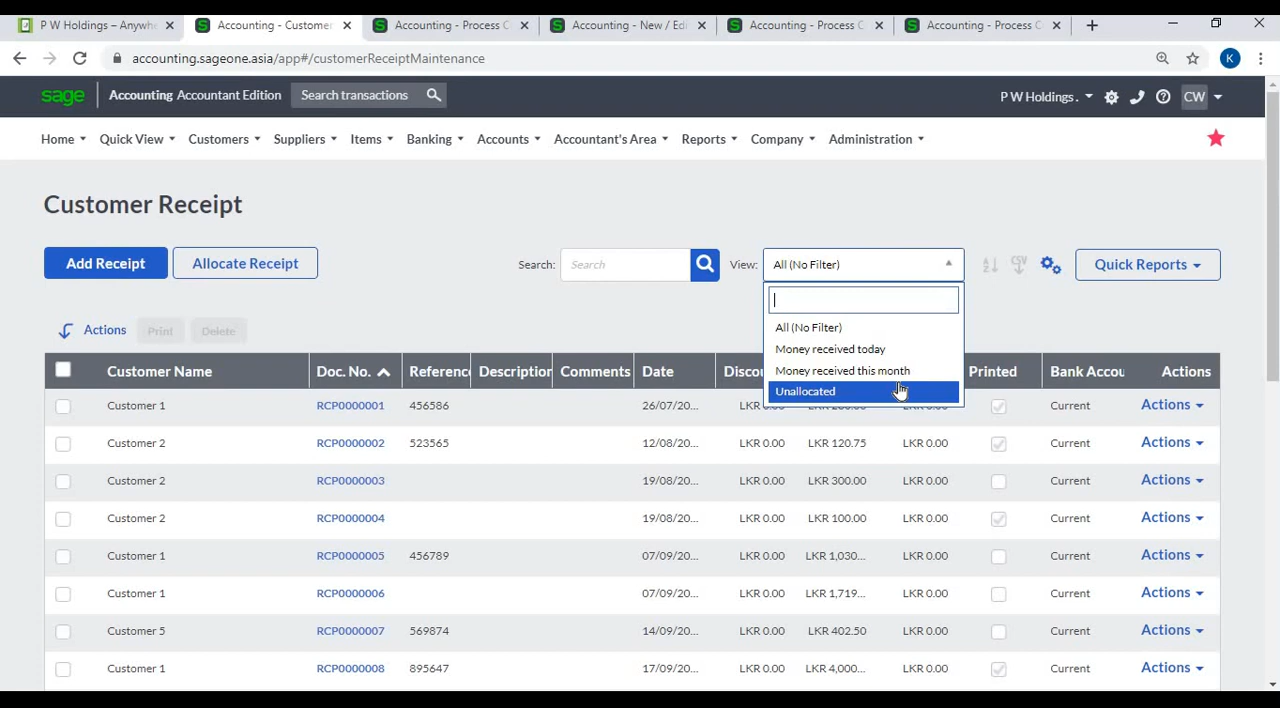 P W Holdings – Anywhe
Accounting - Customer
Accounting - Process C
Accounting - New / Edi
Accounting - Process C
Accounting - Process C
accounting.sageone.asia/app#/customerReceiptMaintenance
K
sage Accounting Accountant Edition Search transactions
P W Holdings . CW
Home Quick View Customers Suppliers Items Banking Accounts Accountant's Area Reports Company Administration
Customer Receipt
Add Receipt Allocate Receipt Search: Search View: All (No Filter) Quick Reports
All (No Filter)
Money received today
Money received this month
Unallocated
Actions Print Delete
Customer Name Doc. No. Reference Description Comments Date Discou Printed Bank Accou Actions
Customer 1 RCP0000001 456586 26/07/20... Current Actions
Customer 2 RCP0000002 523565 12/08/20... LKR 0.00 LKR 120.75 LKR 0.00 Current Actions
Customer 2 RCP0000003 19/08/20... LKR 0.00 LKR 300.00 LKR 0.00 Current Actions
Customer 2 RCP0000004 19/08/20... LKR 0.00 LKR 100.00 LKR 0.00 Current Actions
Customer 1 RCP0000005 456789 07/09/20... LKR 0.00 LKR 1,030... LKR 0.00 Current Actions
Customer 1 RCP0000006 07/09/20... LKR 0.00 LKR 1,719... LKR 0.00 Current Actions
Customer 5 RCP0000007 569874 14/09/20... LKR 0.00 LKR 402.50 LKR 0.00 Current Actions
Customer 1 RCP0000008 895647 17/09/20... LKR 0.00 LKR 4,000... LKR 0.00 Current Actions